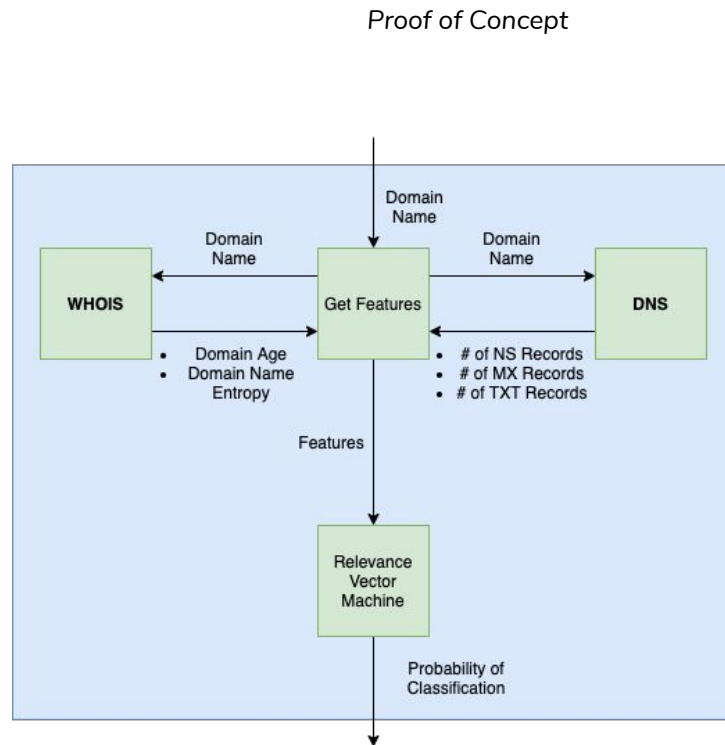 Proof of Concept
Domain
Name
Domain
Name
Domain
Name
WHOIS
Get Features
DNS
• Domain Age
• Domain Name
Entropy
• # of NS Records
• # of MX Records
• # of TXT Records
Features
Relevance
Vector
Machine
Probability of
Classification